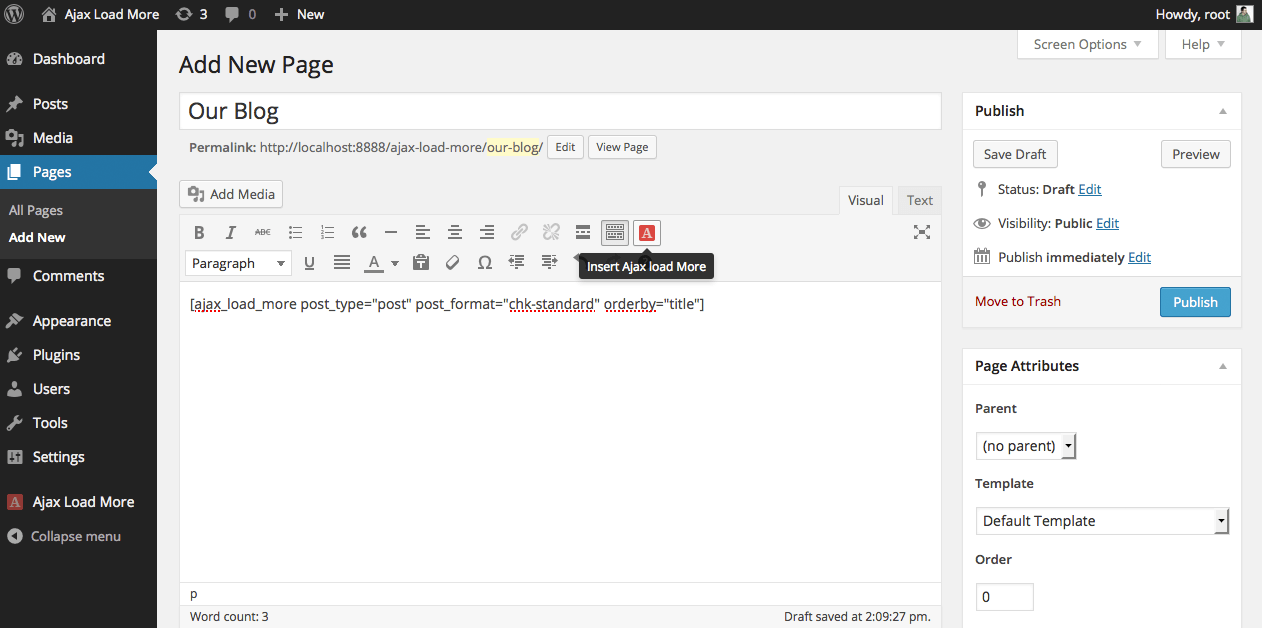 Ajax Load More 3 0 New Howdy, root
Dashboard
Posts
Media
Pages
All Pages
Add New
Comments
Appearance
Plugins
Users
Tools
Settings
A Ajax Load More
Collapse menu
Screen Options Help
Add New Page
Our Blog
Permalink: http://localhost:8888/ajax-load-more/our-blog/ Edit View Page
Add Media Visual Text
B I ABC A
Paragraph U A Ω
Insert Ajax load More
[ajax_load_more post_type="post" post_format="chk-standard" orderby="title"]
p
Word count: 3 Draft saved at 2:09:27 pm.
Publish
Save Draft Preview
Status: Draft Edit
Visibility: Public Edit
Publish immediately Edit
Move to Trash Publish
Page Attributes
Parent
(no parent)
Template
Default Template
Order
0